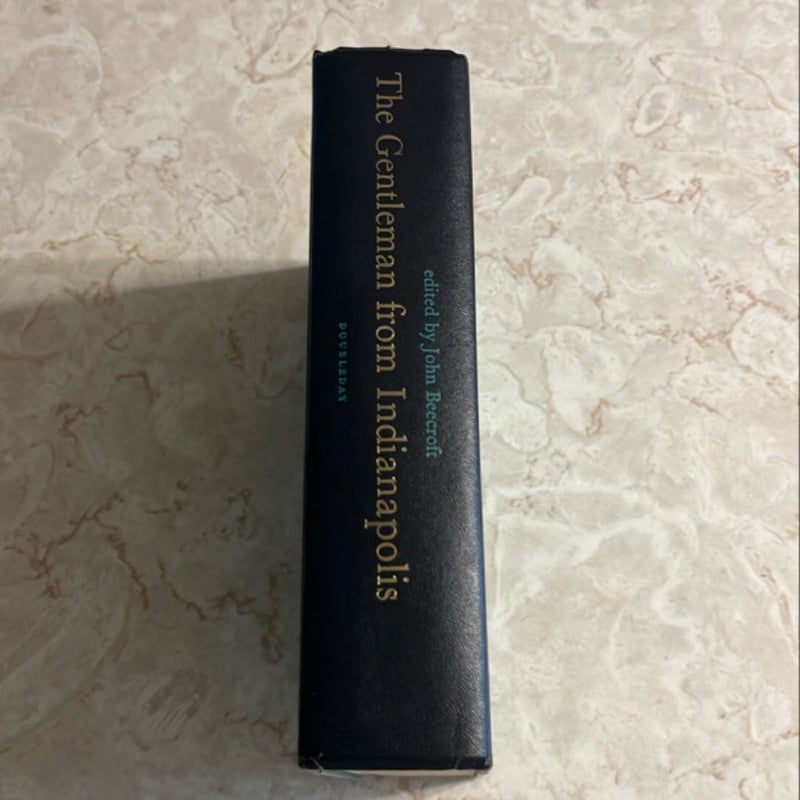 edited by John Beecroft
The Gentleman from Indianapolis
DOUBLEDAY